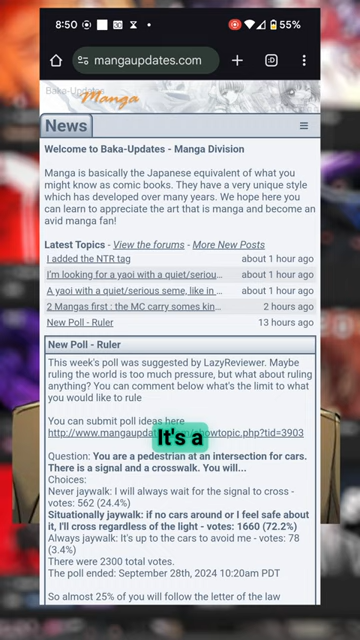 8:50
55%
mangaupdates.com
Baka-Updates
Manga
News
Welcome to Baka-Updates - Manga Division
Manga is basically the Japanese equivalent of what you
might know as comic books. They have a very unique style
which has developed over many years. We hope here you
can learn to appreciate the art that is manga and become an
avid manga fan!
Latest Topics - View the forums - More New Posts
I added the NTR tag about 1 hour ago
I'm looking for a yaoi with a quiet/seriou... about 1 hour ago
A yaoi with a quiet/serious seme, like in ... about 1 hour ago
2 Mangas first : the MC carry somes kin... 2 hours ago
New Poll - Ruler 13 hours ago
New Poll - Ruler
This week's poll was suggested by LazyReviewer. Maybe
ruling the world is too much pressure, but what about ruling
anything? You can comment below what's the limit to what
you would like to rule
You can submit poll ideas here
It's a
Question: You are a pedestrian at an intersection for cars.
There is a signal and a crosswalk. You will...
Choices:
Never jaywalk: I will always wait for the signal to cross -
votes: 562 (24.4%)
Situationally jaywalk: if no cars around or I feel safe about
it, I'll cross regardless of the light - votes: 1660 (72.2%)
Always jaywalk: It's up to the cars to avoid me - votes: 78
(3.4%)
There were 2300 total votes.
The poll ended: September 28th, 2024 10:20am PDT
So almost 25% of you will follow the letter of the law